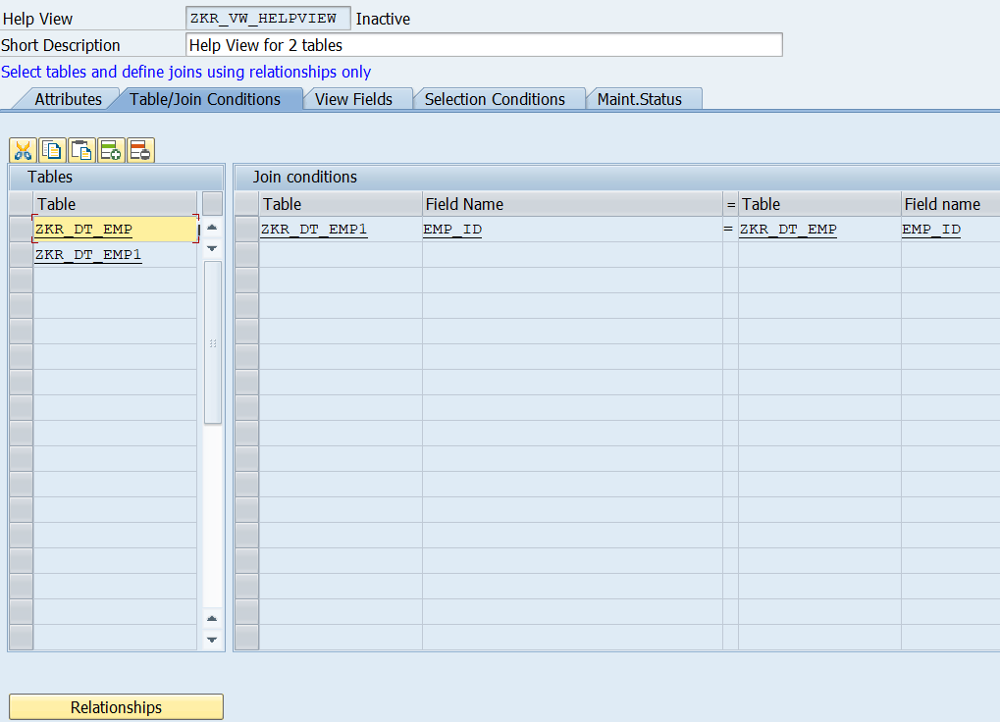 Help View ZKR_VW_HELPVIEW Inactive
Short Description Help View for 2 tables
Select tables and define joins using relationships only
Attributes Table/Join Conditions View Fields Selection Conditions Maint.Status
Tables Join conditions
Table Table Field Name = Table Field name
ZKR_DT_EMP ZKR_DT_EMP1 EMP_ID = ZKR_DT_EMP EMP_ID
ZKR_DT_EMP1
Relationships